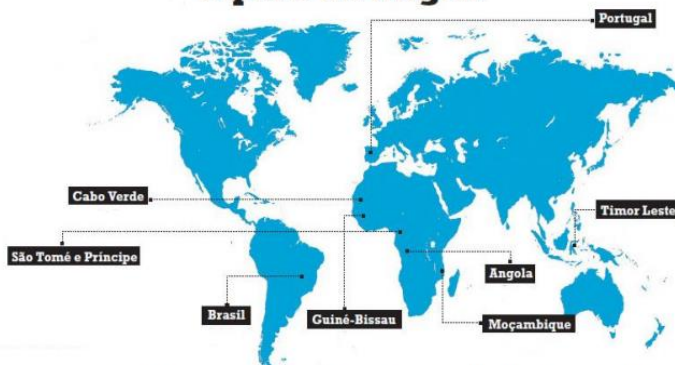 Portugal
Cabo Verde
Timor Leste
São Tomé e Príncipe
Angola
Brasil
Guiné-Bissau
Moçambique